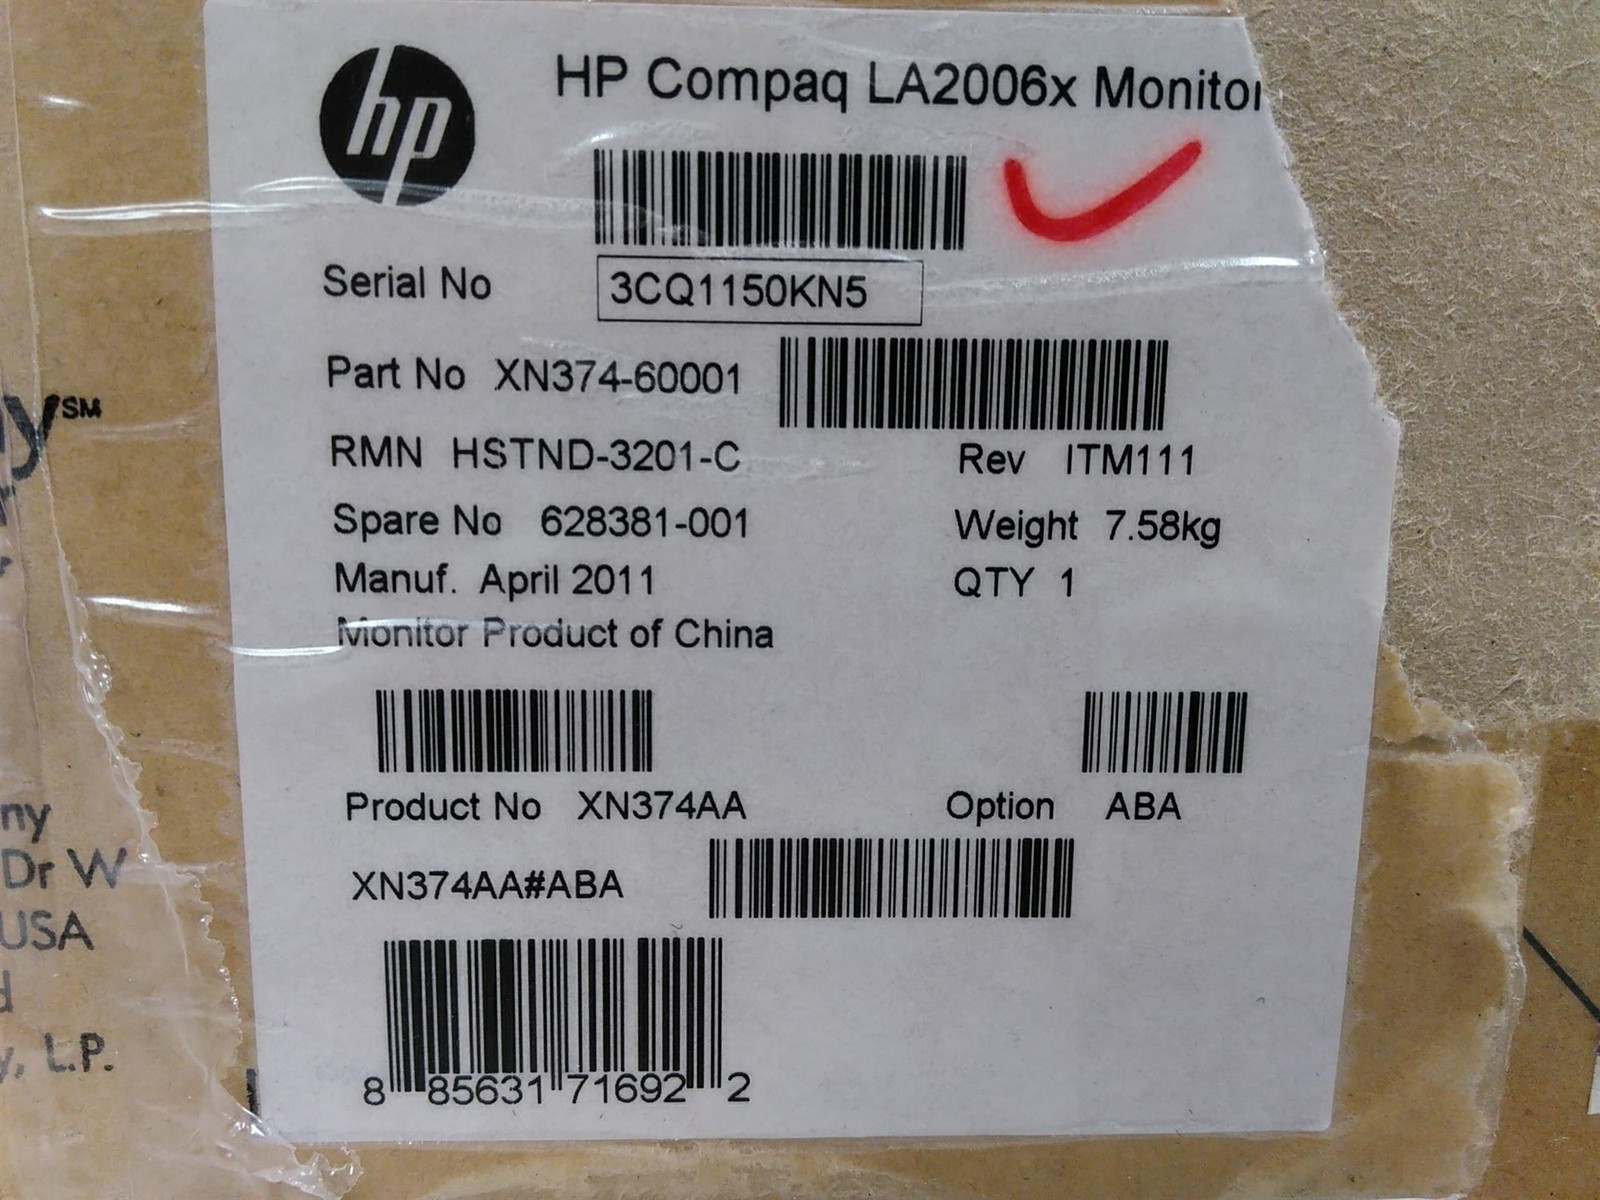 hp
HP Compaq LA2006x Monitor
Serial No 3CQ1150KN5
Part No XN374-60001
RMN HSTND-3201-C Rev ITM111
Spare No 628381-001 Weight 7.58kg
Manuf. April 2011 QTY 1
Monitor Product of China
Product No XN374AA Option ABA
XN374AA#ABA
8 85631 71692 2
SM
ny
Dr W
USA
L.P.